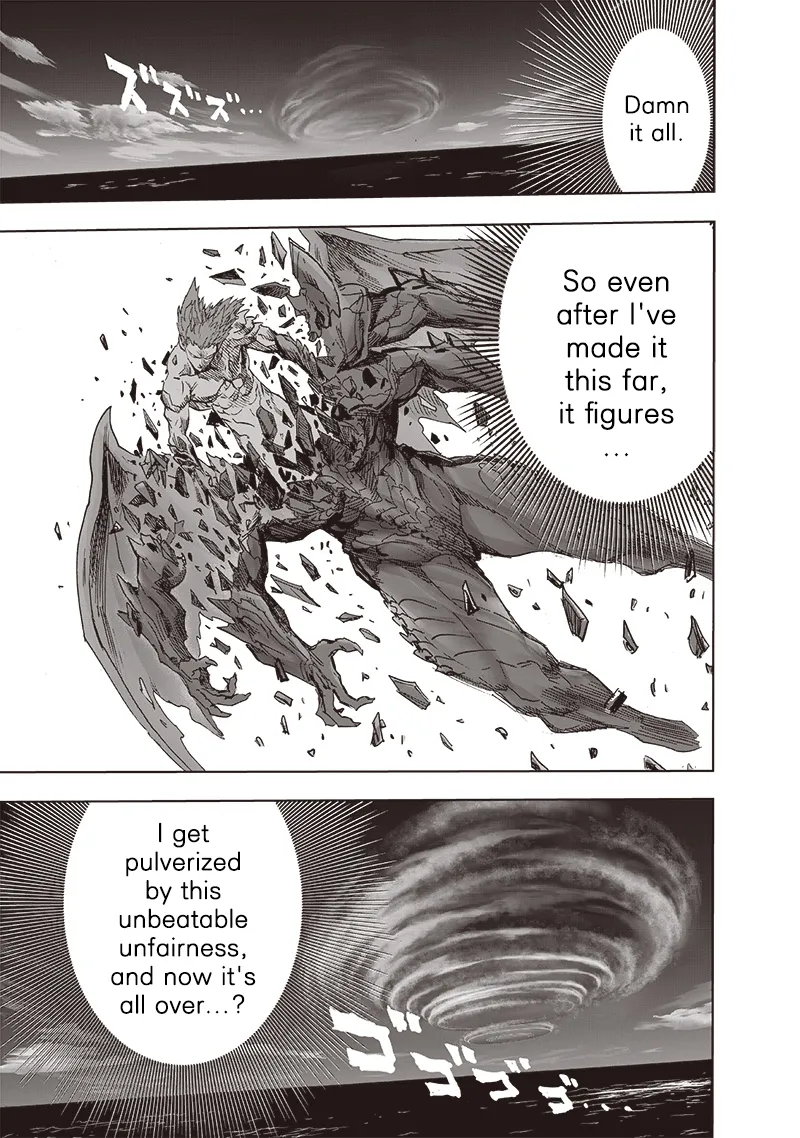 Damn
it all.
ズズズ...
So even
after I've
made it
this far,
it figures
...
I get
pulverized
by this
unbeatable
unfairness,
and now it's
all over...?
ゴゴゴゴゴ...